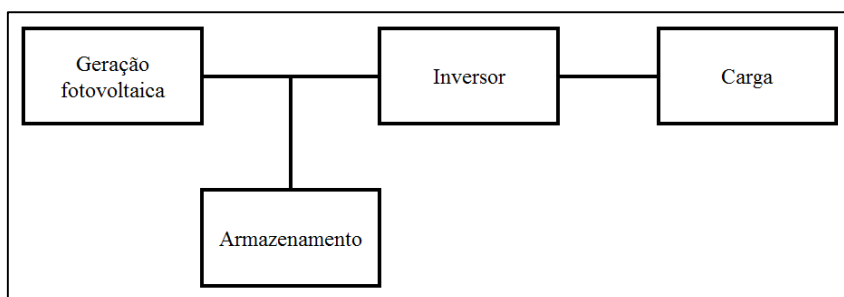 Geração
fotovoltaica
Inversor
Carga
Armazenamento